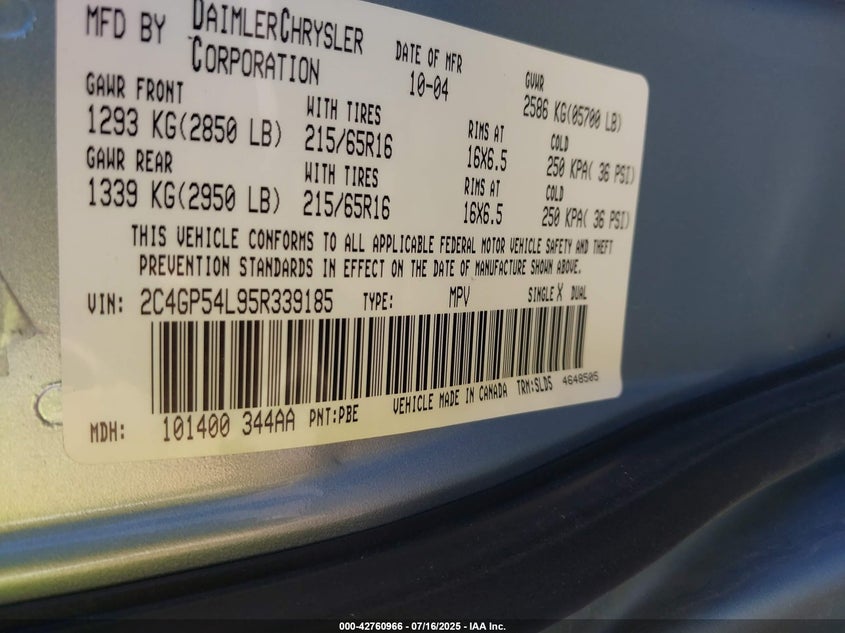 MFD BY DAIMLERCHRYSLER CORPORATION
DATE OF MFR 10-04
GVWR 2586 KG(05700 LB)
GAWR FRONT
1293 KG(2850 LB)
WITH TIRES
215/65R16
RIMS AT
16X6.5
COLD
250 KPA( 36 PSI)
GAWR REAR
1339 KG(2950 LB)
WITH TIRES
215/65R16
RIMS AT
16X6.5
COLD
250 KPA( 36 PSI)
THIS VEHICLE CONFORMS TO ALL APPLICABLE FEDERAL MOTOR VEHICLE SAFETY AND THEFT
PREVENTION STANDARDS IN EFFECT ON THE DATE OF MANUFACTURE SHOWN ABOVE.
VIN: 2C4GP54L95R339185 TYPE: MPV SINGLE X DUAL
MDH: 101400 344AA PNT:PBE VEHICLE MADE IN CANADA TRM:SLD5 4648505
000-42760966 - 07/16/2025 - IAA Inc.